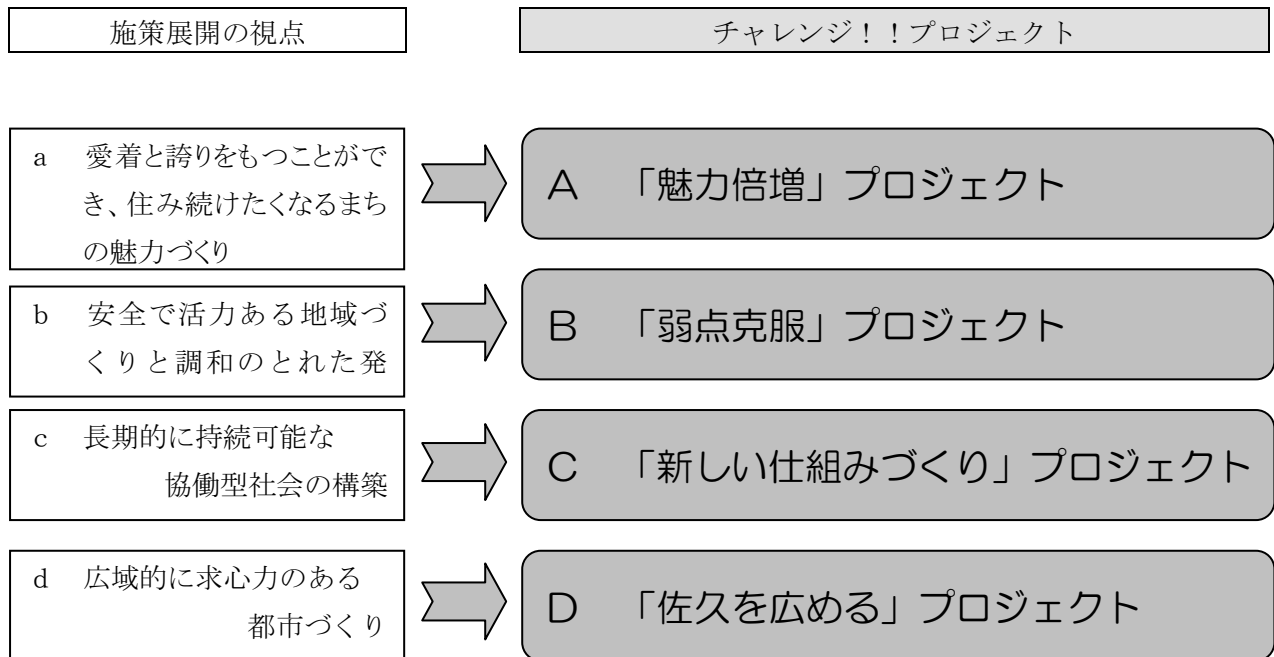 施策展開の視点
チャレンジ！！プロジェクト
a 愛着と誇りをもつことがで
き、住み続けたくなるまち
の魅力づくり
A 「魅力倍増」プロジェクト
b 安全で活力ある地域づ
くりと調和のとれた発
B 「弱点克服」プロジェクト
c 長期的に持続可能な
協働型社会の構築
C 「新しい仕組みづくり」プロジェクト
d 広域的に求心力のある
都市づくり
D 「佐久を広める」プロジェクト